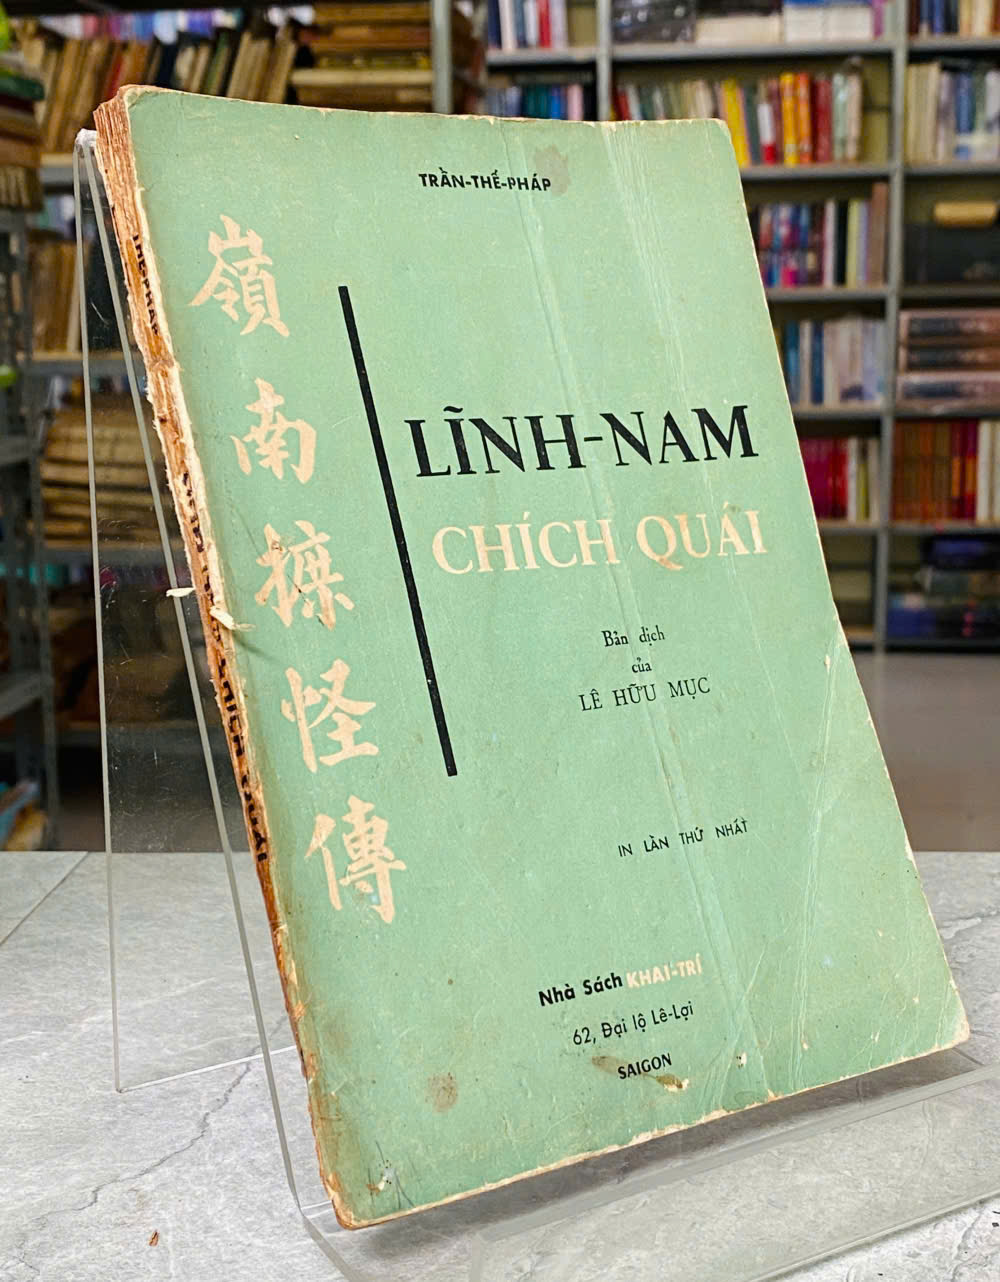 TRẦN-THẾ-PHÁP
嶺南摭怪傳
LĨNH-NAM
CHÍCH QUÁI
Bản dịch
của
LÊ HỮU MỤC
IN LẦN THỨ NHẤT
Nhà Sách KHAI-TRÍ
62, Đại lộ Lê-Lợi
SAIGON